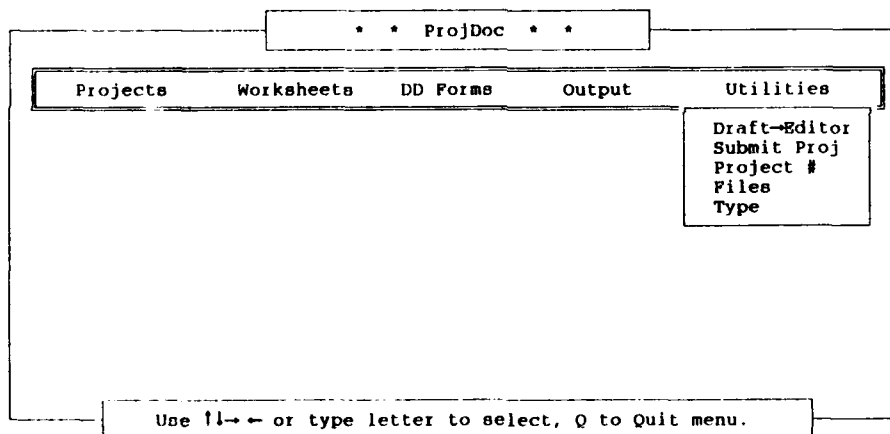 * * ProjDoc * *
Projects Worksheets DD Forms Output Utilities
Draft→Editor
Submit Proj
Project #
Files
Type
Use ↑↓→ ← or type letter to select, Q to Quit menu.